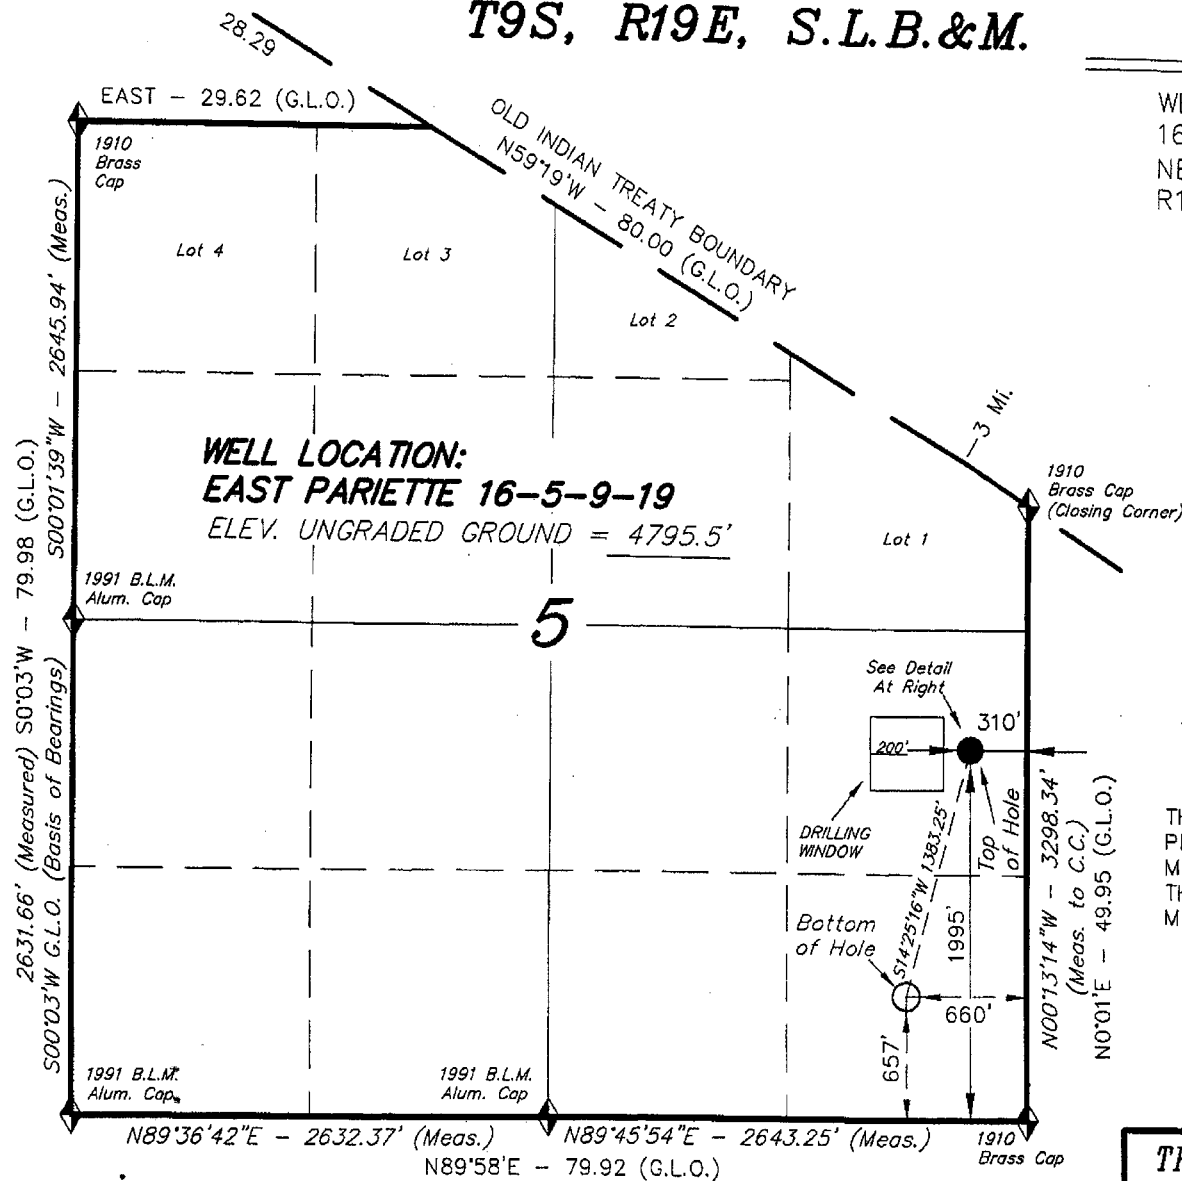 T9S, R19E, S.L.B.&M.
28.29
EAST - 29.62 (G.L.O.)
OLD INDIAN TREATY BOUNDARY
N59°19'W - 80.00 (G.L.O.)
1910
Brass
Cap
Lot 4
Lot 3
Lot 2
S00°01'39"W - 2645.94' (Meas.)
WELL LOCATION:
EAST PARIETTE 16-5-9-19
ELEV. UNGRADED GROUND = 4795.5'
3 Mi.
1910
Brass Cap
(Closing Corner)
Lot 1
1991 B.L.M.
Alum. Cap
5
S0°03'W - 79.98 (G.L.O.)
2631.66' (Measured)
S00°03'W G.L.O. (Basis of Bearings)
See Detail
At Right
310'
200'
DRILLING
WINDOW
Top
of Hole
S14°25'16"W 1383.25'
1995'
Bottom
of Hole
660'
657'
N00°13'14"W - 3298.34'
(Meas. to C.C.)
N0°01'E - 49.95 (G.L.O.)
1991 B.L.M.
Alum. Cap
1991 B.L.M.
Alum. Cap
N89°36'42"E - 2632.37' (Meas.)
N89°45'54"E - 2643.25' (Meas.)
N89°58'E - 79.92 (G.L.O.)
1910
Brass Cap
16
R1
TH
M
TH
M